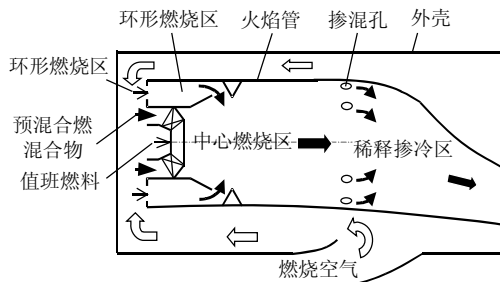 环形燃烧区
火焰管
掺混孔
外壳
环形燃烧区
预混合燃
混合物
中心燃烧区
稀释掺冷区
值班燃料
燃烧空气